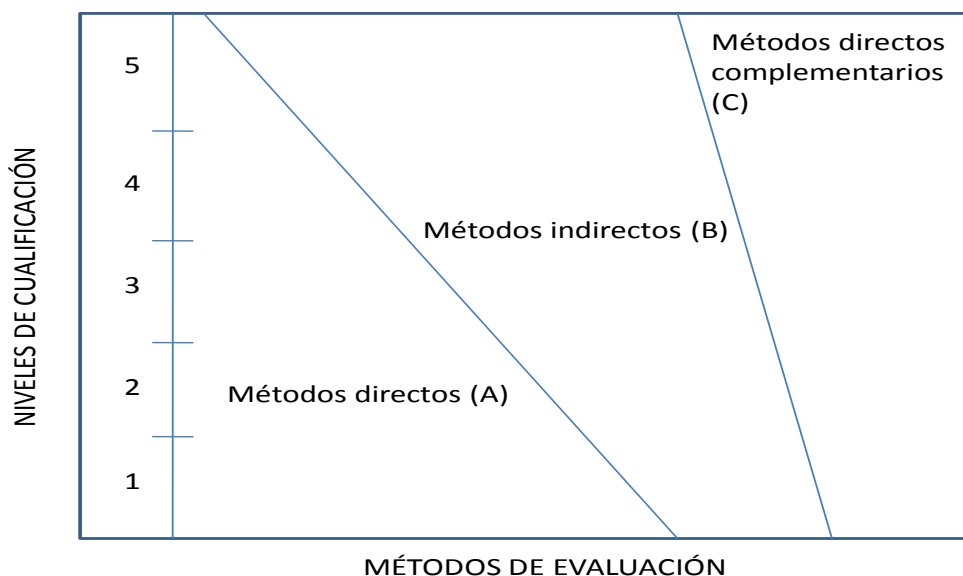 NIVELES DE CUALIFICACIÓN
5
4
3
2
1
Métodos directos
complementarios
(C)
Métodos indirectos (B)
Métodos directos (A)
MÉTODOS DE EVALUACIÓN